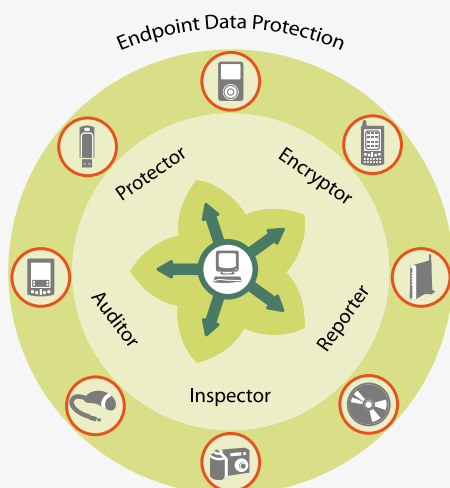 Endpoint Data Protection
Protector
Encryptor
Auditor
Reporter
Inspector